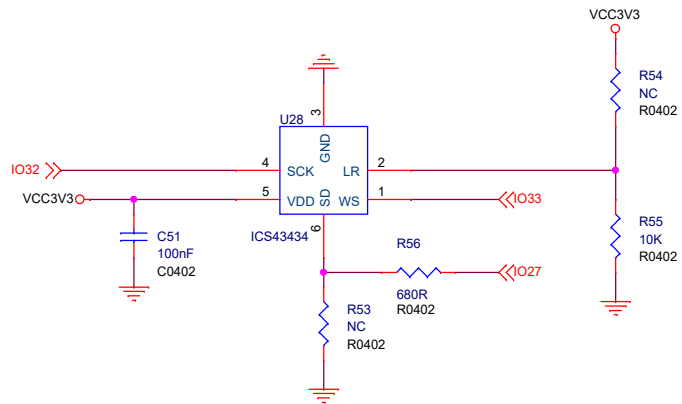 VCC3V3
R54
NC
R0402
3
U28
GND
IO32
4
SCK
LR
2
VCC3V3
5
VDD
SD
WS
1
IO33
6
ICS43434
C51
100nF
C0402
R55
10K
R0402
R56
680R
R0402
IO27
R53
NC
R0402